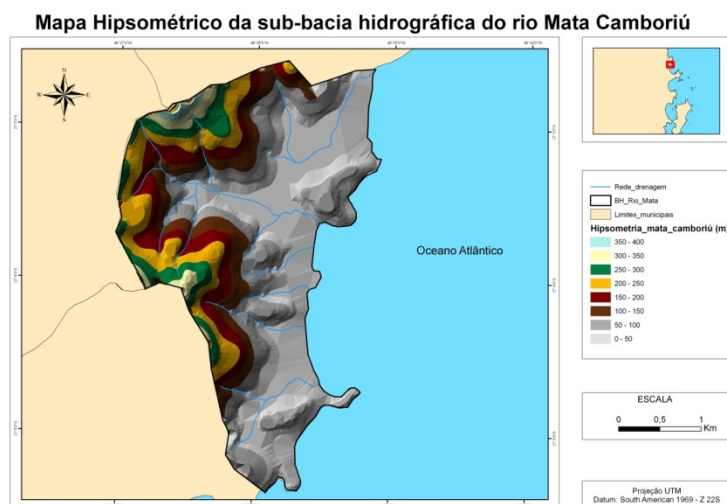 Mapa Hipsométrico da sub-bacia hidrográfica do rio Mata Camboriú
N
W E
S
Oceano Atlântico
Rede_drenagem
BH_Rio_Mata
Limites_municipais
Hipsometria_mata_camboriú (m)
350 - 400
300 - 350
250 - 300
200 - 250
150 - 200
100 - 150
50 - 100
0 - 50
ESCALA
0 0,5 1
Km
Projeção UTM
Datum: South American 1969 - Z 22S